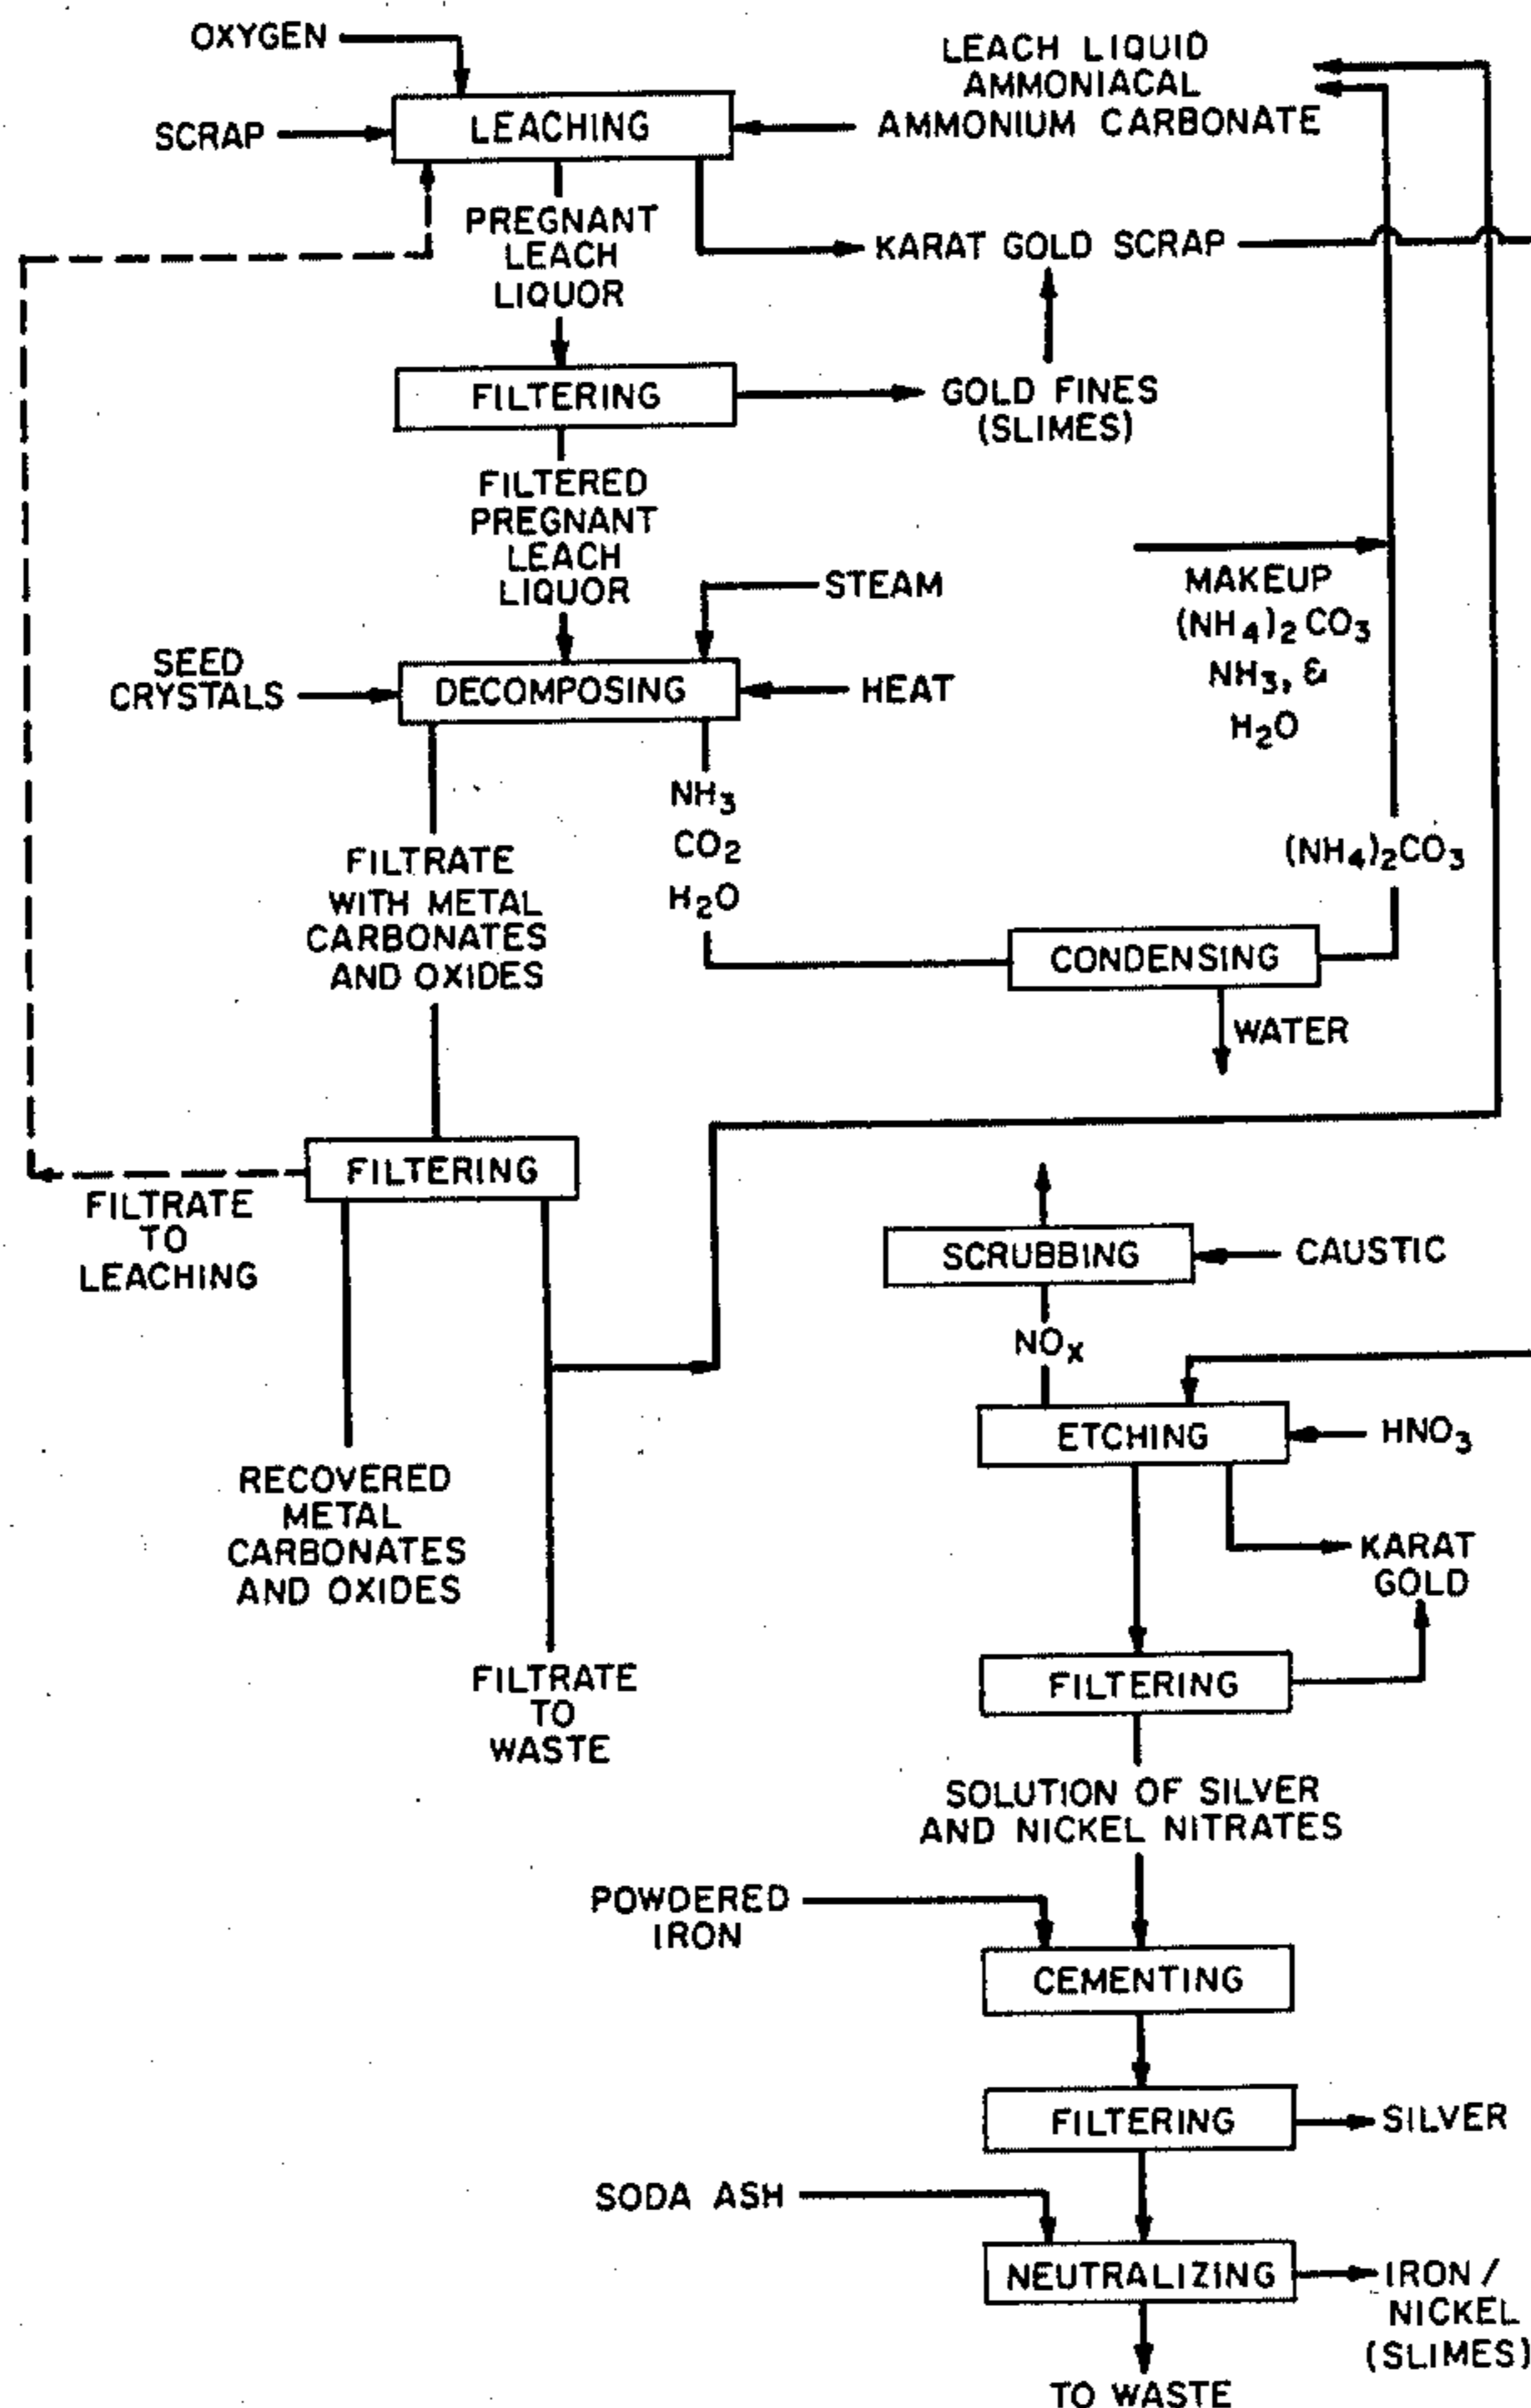 OXYGEN
LEACH LIQUID
AMMONIACAL
AMMONIUM CARBONATE
SCRAP
LEACHING
PREGNANT
LEACH
LIQUOR
KARAT GOLD SCRAP
FILTERING
GOLD FINES
(SLIMES)
FILTERED
PREGNANT
LEACH
LIQUOR
STEAM
MAKEUP
(NH4)2 CO3
NH3, &
H2O
SEED
CRYSTALS
DECOMPOSING
HEAT
NH3
CO2
H2O
(NH4)2CO3
FILTRATE
WITH METAL
CARBONATES
AND OXIDES
CONDENSING
WATER
FILTERING
FILTRATE
TO
LEACHING
SCRUBBING
CAUSTIC
NOX
ETCHING
HNO3
RECOVERED
METAL
CARBONATES
AND OXIDES
KARAT
GOLD
FILTRATE
TO
WASTE
FILTERING
SOLUTION OF SILVER
AND NICKEL NITRATES
POWDERED
IRON
CEMENTING
FILTERING
SILVER
SODA ASH
NEUTRALIZING
IRON /
NICKEL
(SLIMES)
TO WASTE